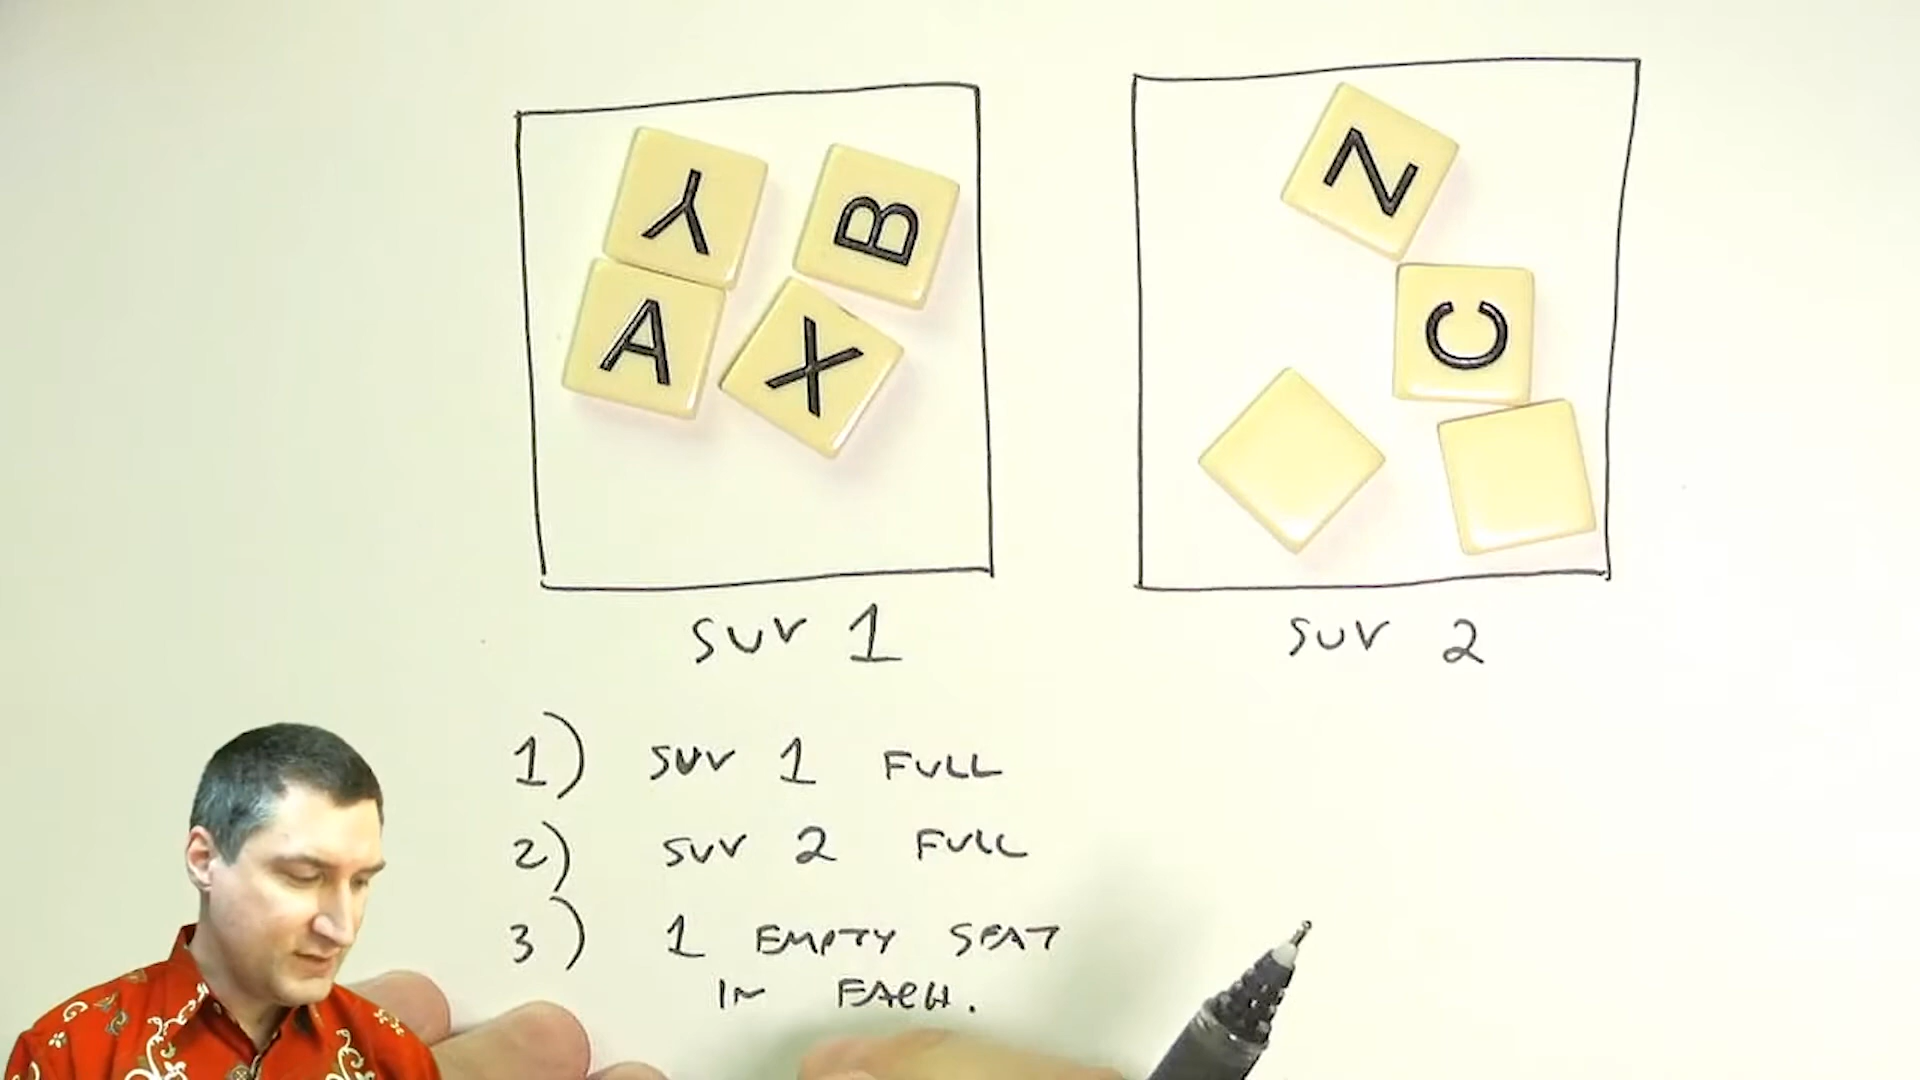 Y B
A X
Z
C
SUV 1
SUV 2
1) SUV 1 FULL
2) SUV 2 FULL
3) 1 EMPTY SEAT
IN EACH.